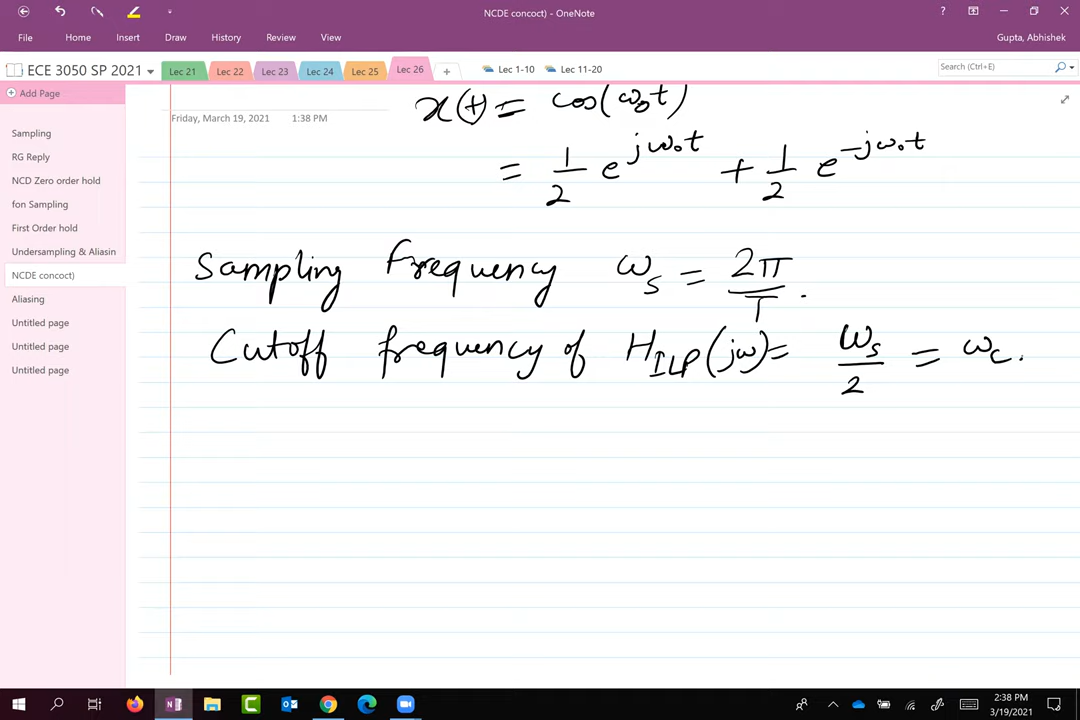 NCDE concoct) - OneNote
?
Gupta, Abhishek
File Home Insert Draw History Review View
ECE 3050 SP 2021
Lec 21 Lec 22 Lec 23 Lec 24 Lec 25 Lec 26 + Lec 1-10 Lec 11-20
Search (Ctrl+E)
Add Page
Sampling
RG Reply
NCD Zero order hold
fon Sampling
First Order hold
Undersampling & Aliasin
NCDE concoct)
Aliasing
Untitled page
Untitled page
Untitled page
Friday, March 19, 2021 1:38 PM
x(t) = cos(ω₀t)
= 1/2 e^{jω₀t} + 1/2 e^{-jω₀t}
Sampling frequency ω_s = 2π/T.
Cutoff frequency of H_ILP(jω) = ω_s/2 = ω_c.
2:38 PM
3/19/2021